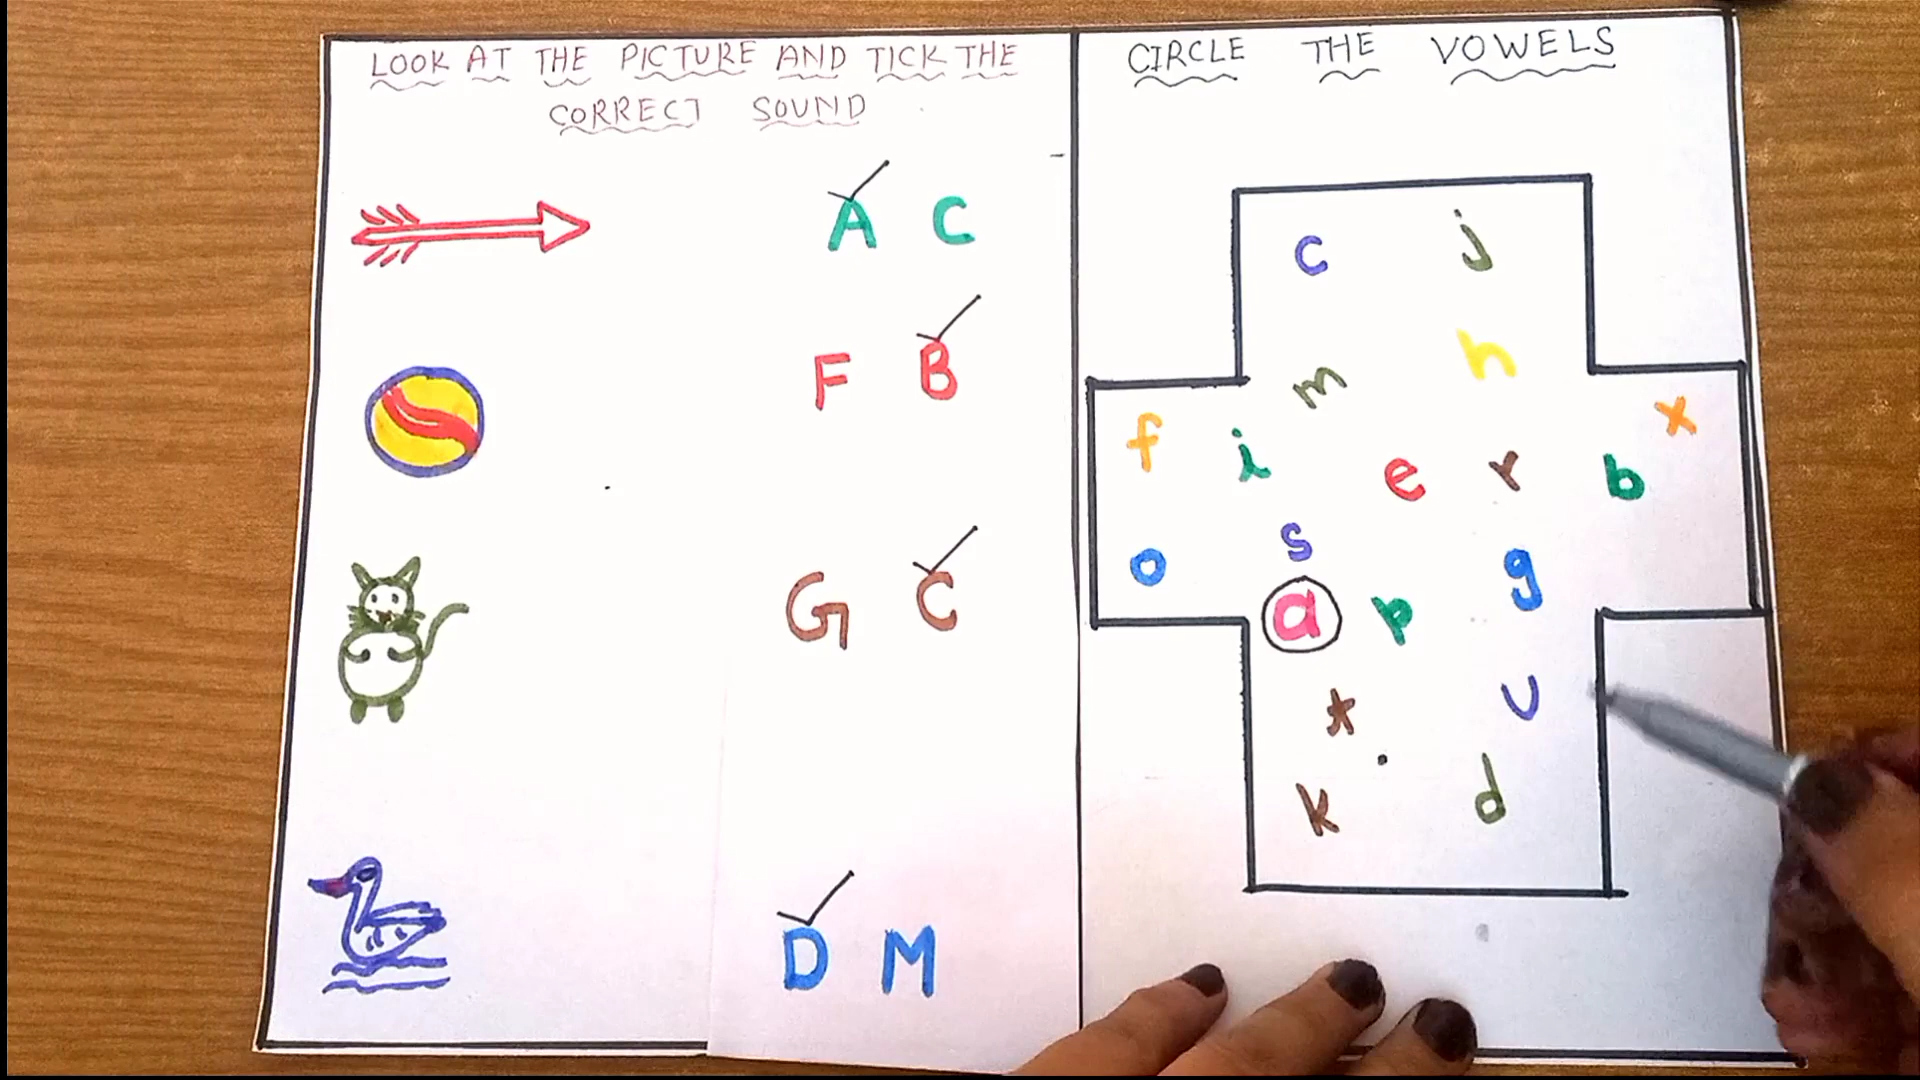 LOOK AT THE PICTURE AND TICK THE
CORRECT SOUND
A C
F B
G C
D M
CIRCLE THE VOWELS
c j
m h
f i e r b x
o s g
a p
u
k d